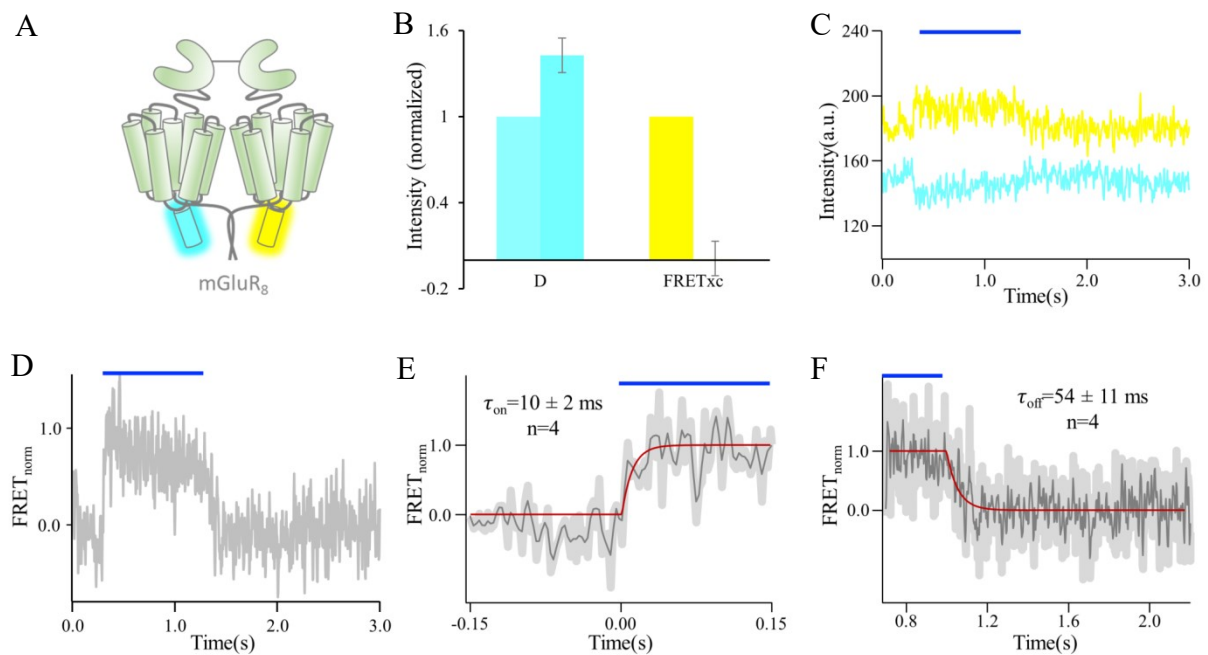 A
mGluR₈
B
Intensity (normalized)
1.6
1
0.4
-0.2
D
FRETxc
C
Intensity(a.u.)
240
200
160
120
0.0 1.0 2.0 3.0
Time(s)
D
FRETnorm
1.0
0.0
0.0 1.0 2.0 3.0
Time(s)
E
τon=10 ± 2 ms
n=4
FRETnorm
1.0
0.0
-0.15 0.00 0.15
Time(s)
F
τoff=54 ± 11 ms
n=4
FRETnorm
1.0
0.0
0.8 1.2 1.6 2.0
Time(s)